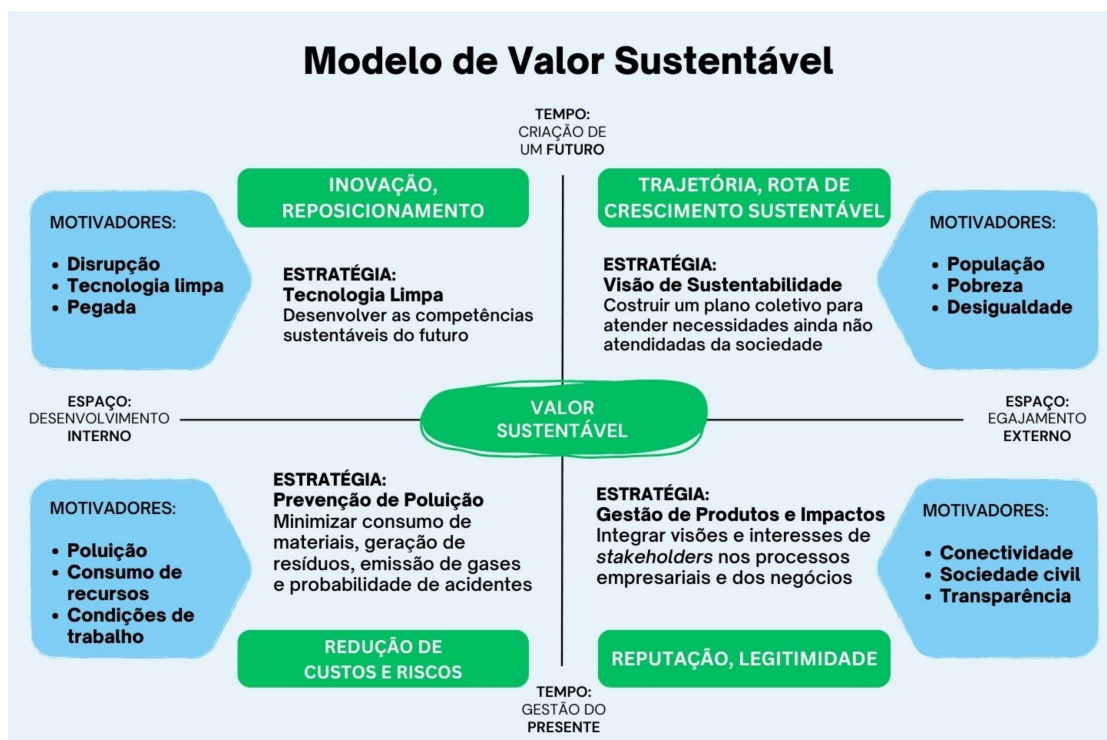 Modelo de Valor Sustentável
TEMPO:
CRIAÇÃO DE
UM FUTURO
INOVAÇÃO,
REPOSICIONAMENTO
TRAJETÓRIA, ROTA DE
CRESCIMENTO SUSTENTÁVEL
MOTIVADORES:
• Disrupção
• Tecnologia limpa
• Pegada
ESTRATÉGIA:
Tecnologia Limpa
Desenvolver as competências
sustentáveis do futuro
ESTRATÉGIA:
Visão de Sustentabilidade
Costruir um plano coletivo para
atender necessidades ainda não
atendidadas da sociedade
MOTIVADORES:
• População
• Pobreza
• Desigualdade
ESPAÇO:
DESENVOLVIMENTO
INTERNO
VALOR
SUSTENTÁVEL
ESPAÇO:
EGAJAMENTO
EXTERNO
MOTIVADORES:
• Poluição
• Consumo de
recursos
• Condições de
trabalho
ESTRATÉGIA:
Prevenção de Poluição
Minimizar consumo de
materiais, geração de
resíduos, emissão de gases
e probabilidade de acidentes
ESTRATÉGIA:
Gestão de Produtos e Impactos
Integrar visões e interesses de
stakeholders nos processos
empresariais e dos negócios
MOTIVADORES:
• Conectividade
• Sociedade civil
• Transparência
REDUÇÃO DE
CUSTOS E RISCOS
REPUTAÇÃO, LEGITIMIDADE
TEMPO:
GESTÃO DO
PRESENTE